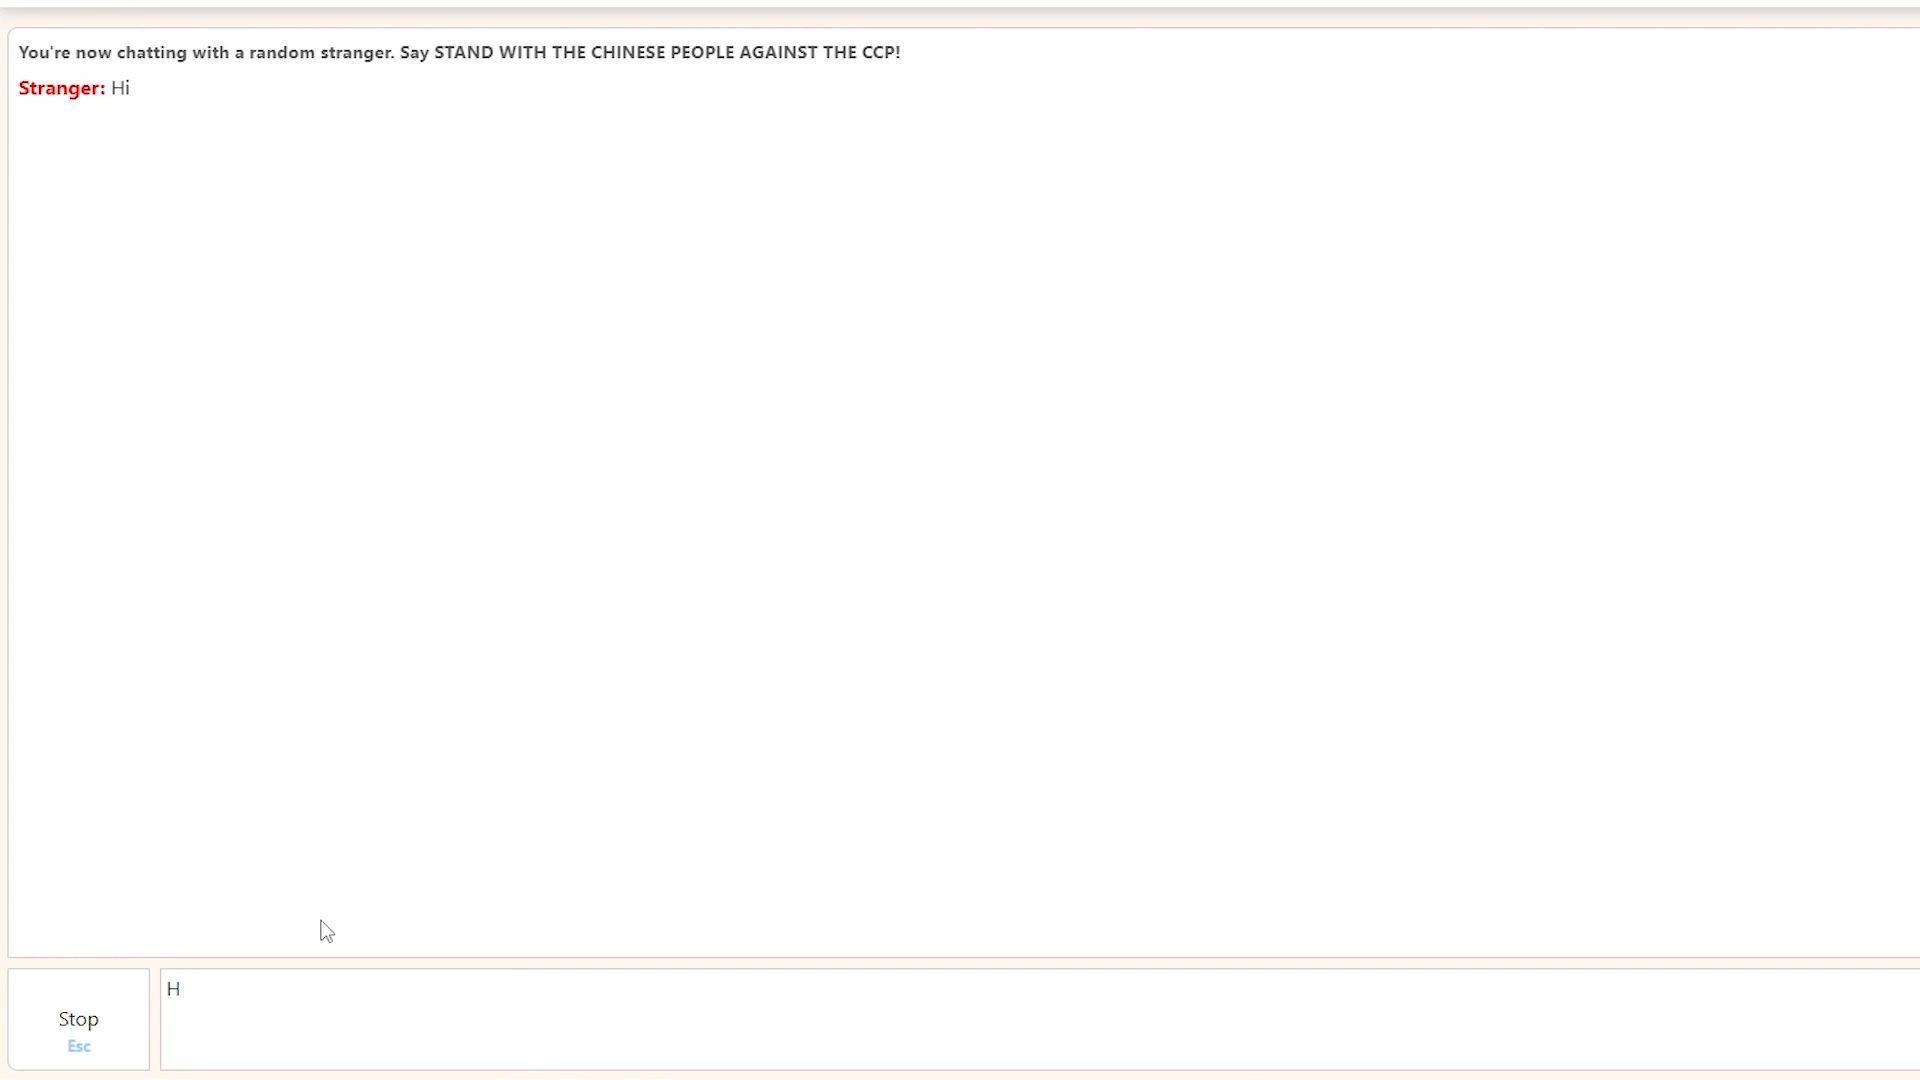 You're now chatting with a random stranger. Say STAND WITH THE CHINESE PEOPLE AGAINST THE CCP!
Stranger: Hi
H
Stop
Esc